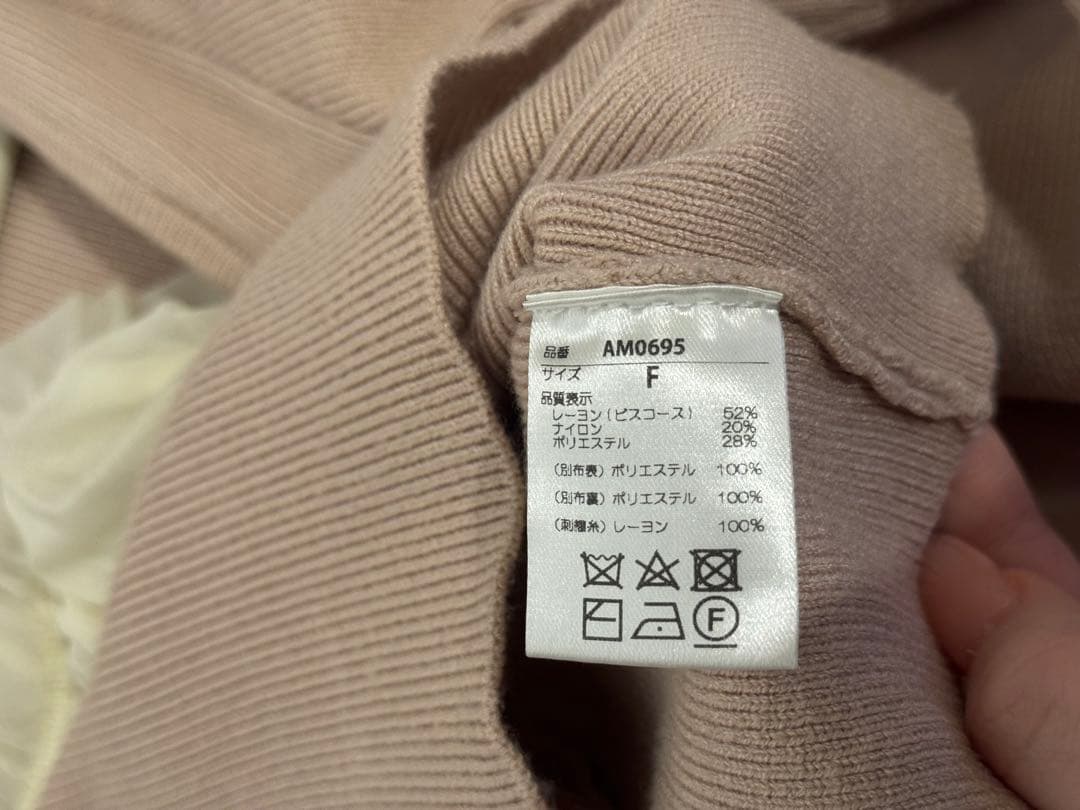 品番 AM0695
サイズ F
品質表示
レーヨン(ビスコース) 52%
ナイロン 20%
ポリエステル 28%
(別布表) ポリエステル 100%
(別布裏) ポリエステル 100%
(刺繍糸) レーヨン 100%
F